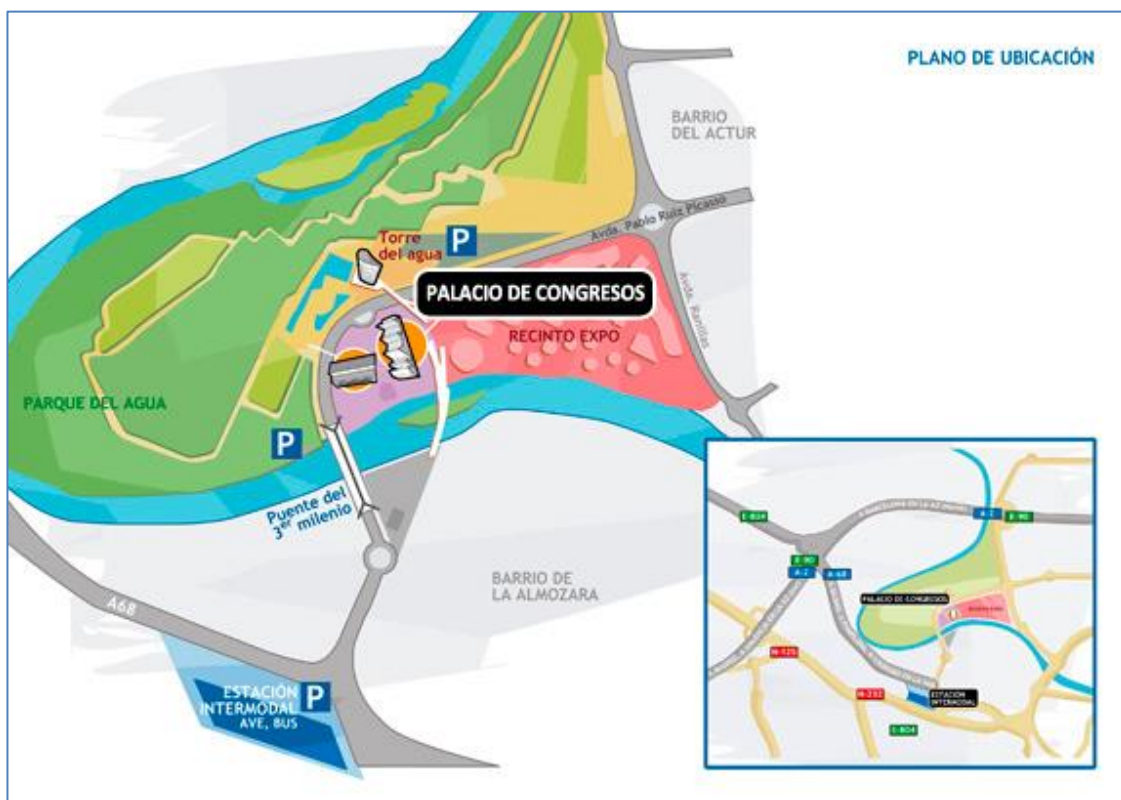 PLANO DE UBICACIÓN
BARRIO
DEL ACTUR
Avda. Pablo Ruiz Picasso
Torre
del agua
P
PALACIO DE CONGRESOS
Avda. Ranillas
RECINTO EXPO
PARQUE DEL AGUA
P
Puente del
3er milenio
BARRIO DE
LA ALMOZARA
A68
ESTACIÓN
INTERMODAL
AVE, BUS
P
E-804
A-2
E-90
E-90
A-2
A-68
PALACIO DE CONGRESOS
RECINTO EXPO
N-125
N-232
ESTACIÓN
INTERMODAL
E-804